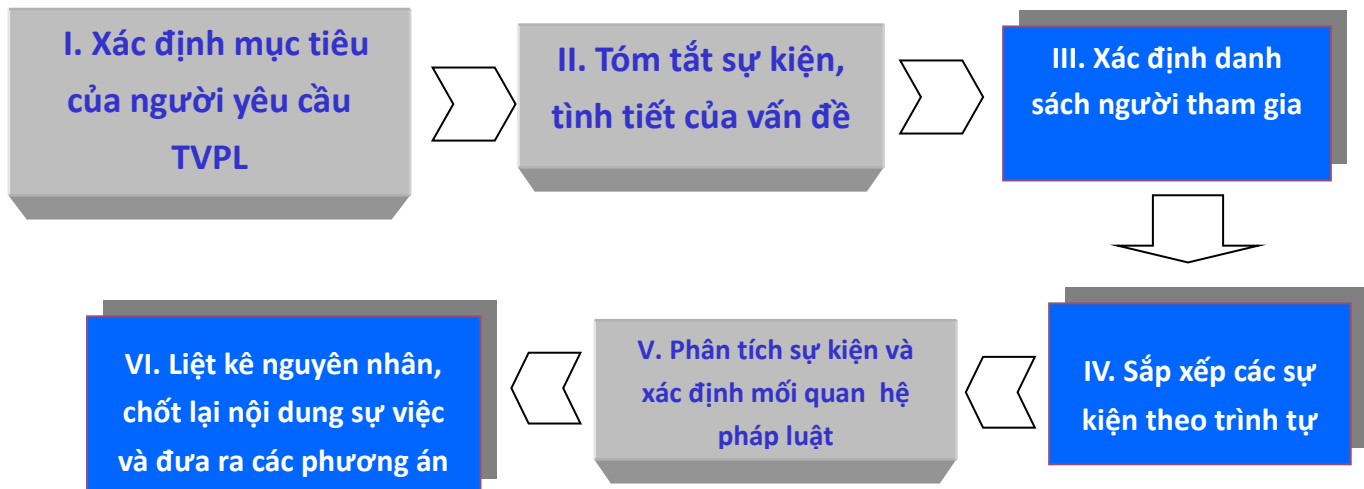 I. Xác định mục tiêu
của người yêu cầu
TVPL
II. Tóm tắt sự kiện,
tình tiết của vấn đề
III. Xác định danh
sách người tham gia
IV. Sắp xếp các sự
kiện theo trình tự
V. Phân tích sự kiện và
xác định mối quan hệ
pháp luật
VI. Liệt kê nguyên nhân,
chốt lại nội dung sự việc
và đưa ra các phương án